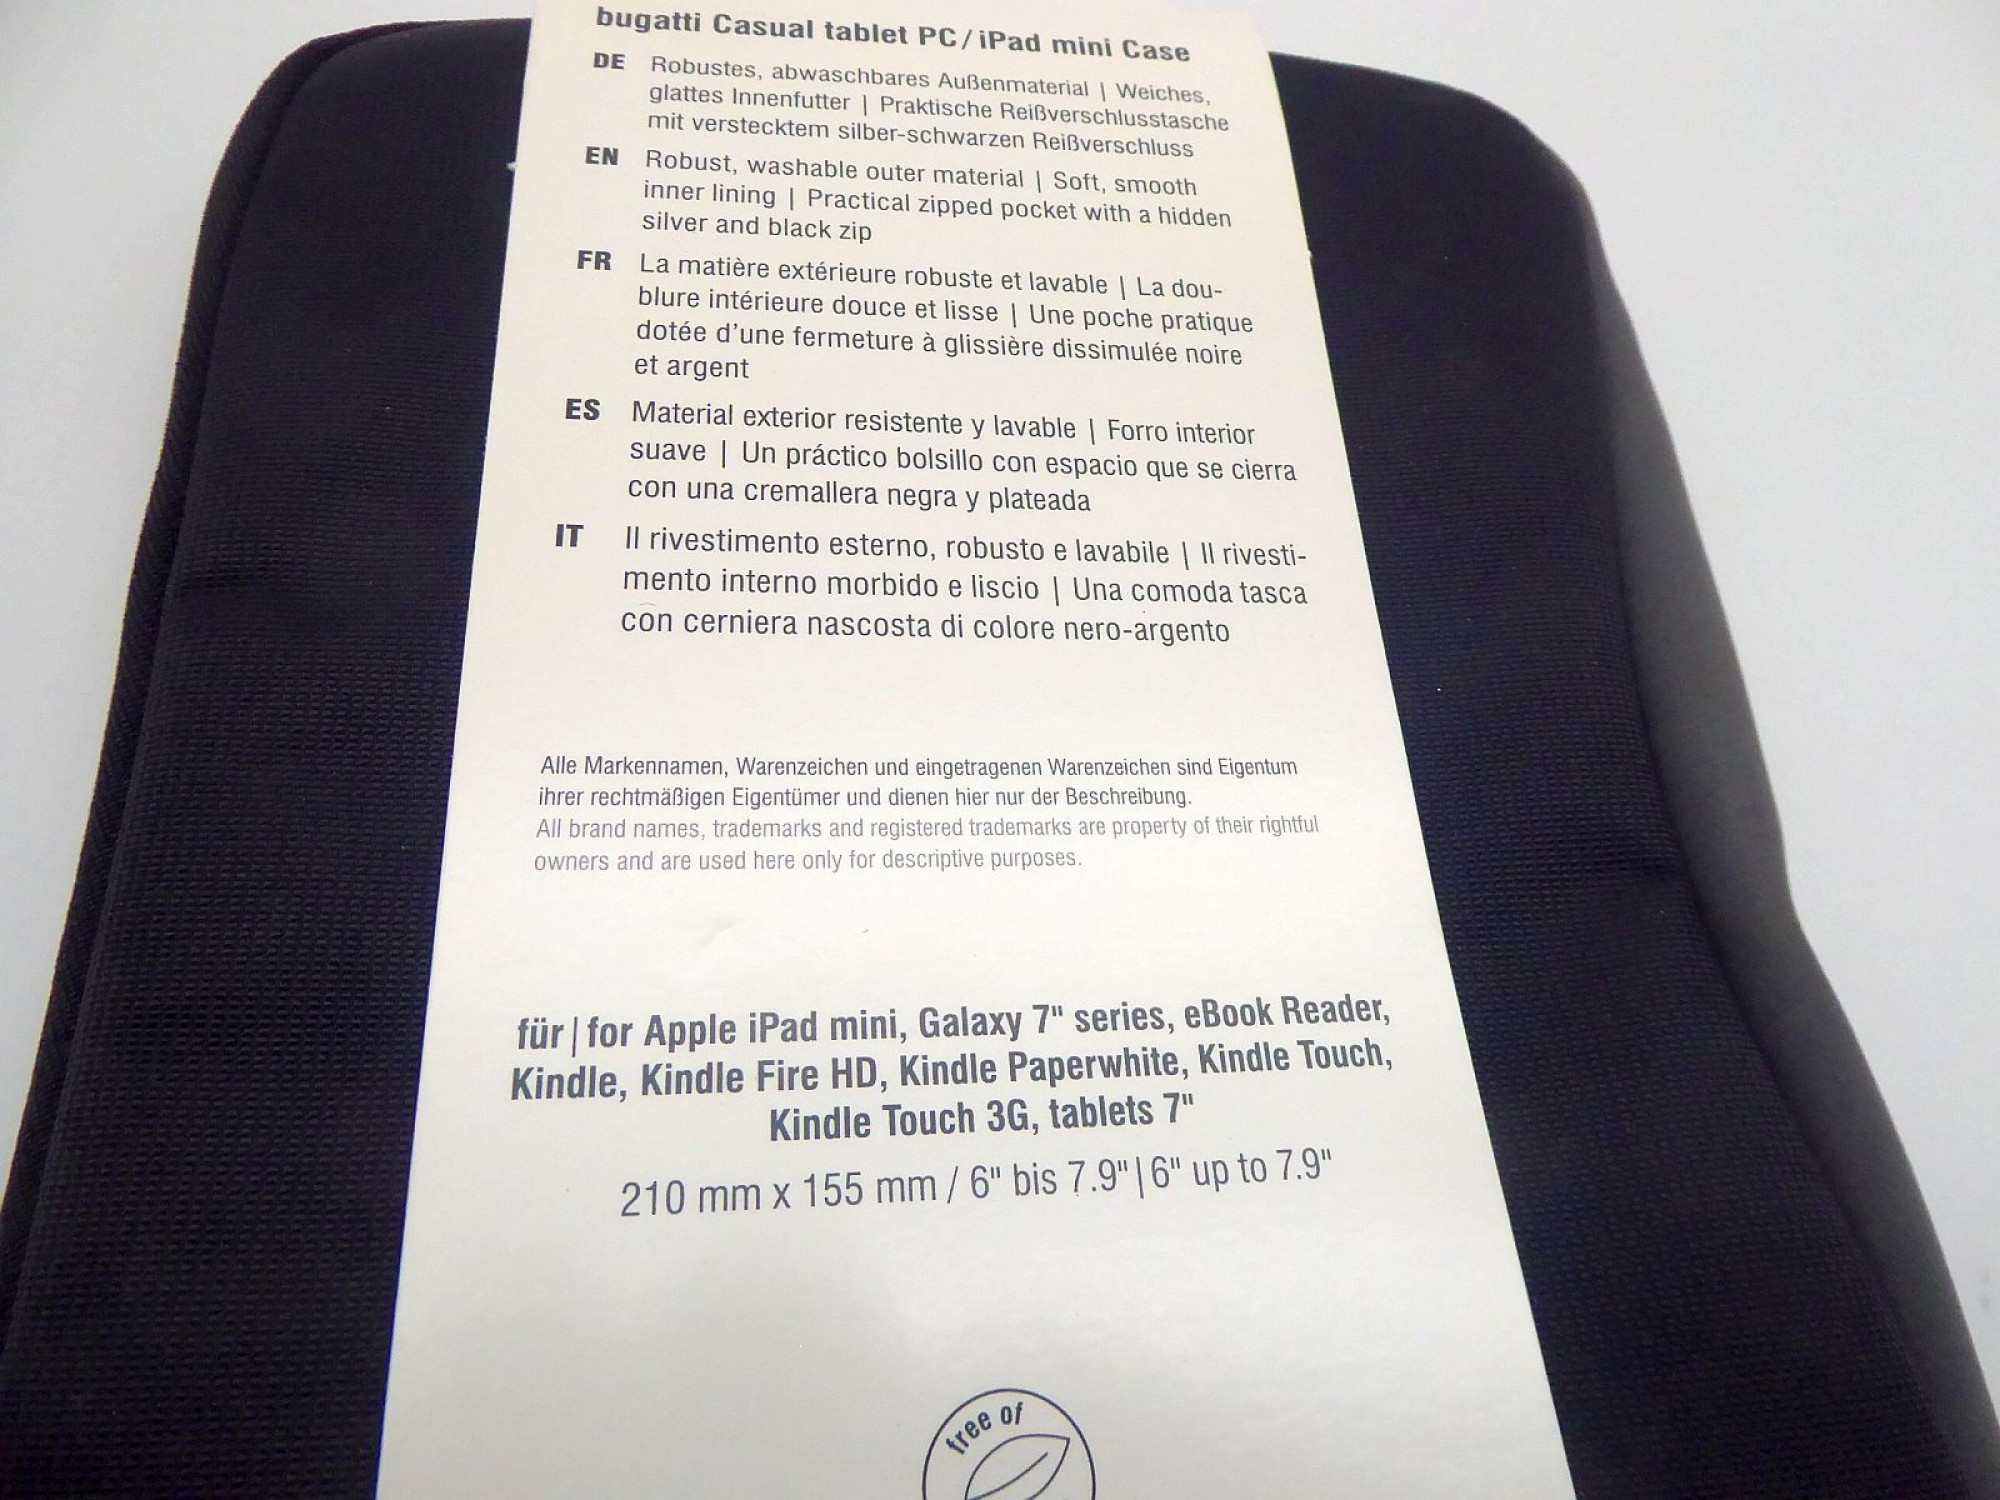 bugatti Casual tablet PC/iPad mini Case
DE Robustes, abwaschbares Außenmaterial | Weiches,
glattes Innenfutter | Praktische Reißverschlusstasche
mit verstecktem silber-schwarzen Reißverschluss
EN Robust, washable outer material | Soft, smooth
inner lining | Practical zipped pocket with a hidden
silver and black zip
FR La matière extérieure robuste et lavable | La dou-
blure intérieure douce et lisse | Une poche pratique
dotée d'une fermeture à glissière dissimulée noire
et argent
ES Material exterior resistente y lavable | Forro interior
suave | Un práctico bolsillo con espacio que se cierra
con una cremallera negra y plateada
IT Il rivestimento esterno, robusto e lavabile | Il rivesti-
mento interno morbido e liscio | Una comoda tasca
con cerniera nascosta di colore nero-argento
Alle Markennamen, Warenzeichen und eingetragenen Warenzeichen sind Eigentum
ihrer rechtmäßigen Eigentümer und dienen hier nur der Beschreibung.
All brand names, trademarks and registered trademarks are property of their rightful
owners and are used here only for descriptive purposes.
für | for Apple iPad mini, Galaxy 7" series, eBook Reader,
Kindle, Kindle Fire HD, Kindle Paperwhite, Kindle Touch,
Kindle Touch 3G, tablets 7"
210 mm x 155 mm / 6" bis 7.9" | 6" up to 7.9"
free of